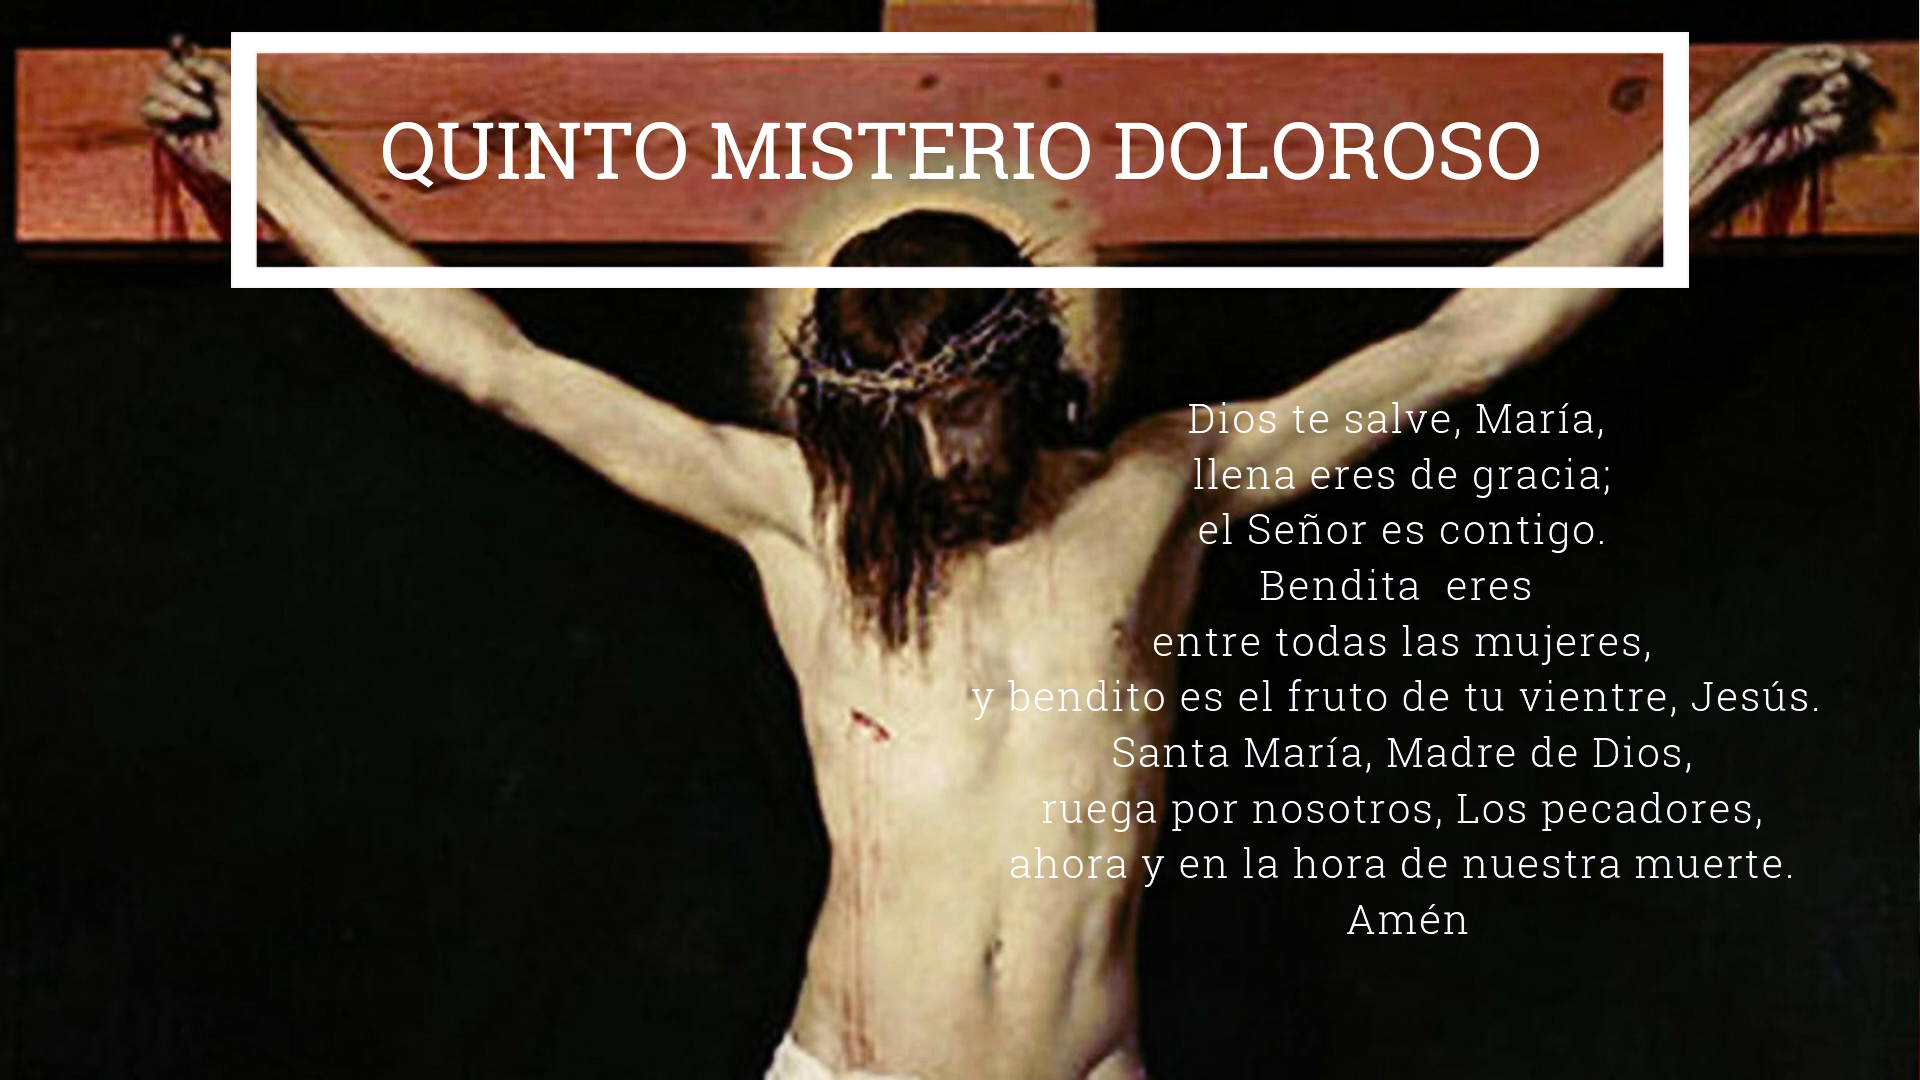 QUINTO MISTERIO DOLOROSO
Dios te salve, María,
llena eres de gracia;
el Señor es contigo.
Bendita  eres
entre todas las mujeres,
y bendito es el fruto de tu vientre, Jesús.
Santa María, Madre de Dios,
ruega por nosotros, Los pecadores,
ahora y en la hora de nuestra muerte.
Amén